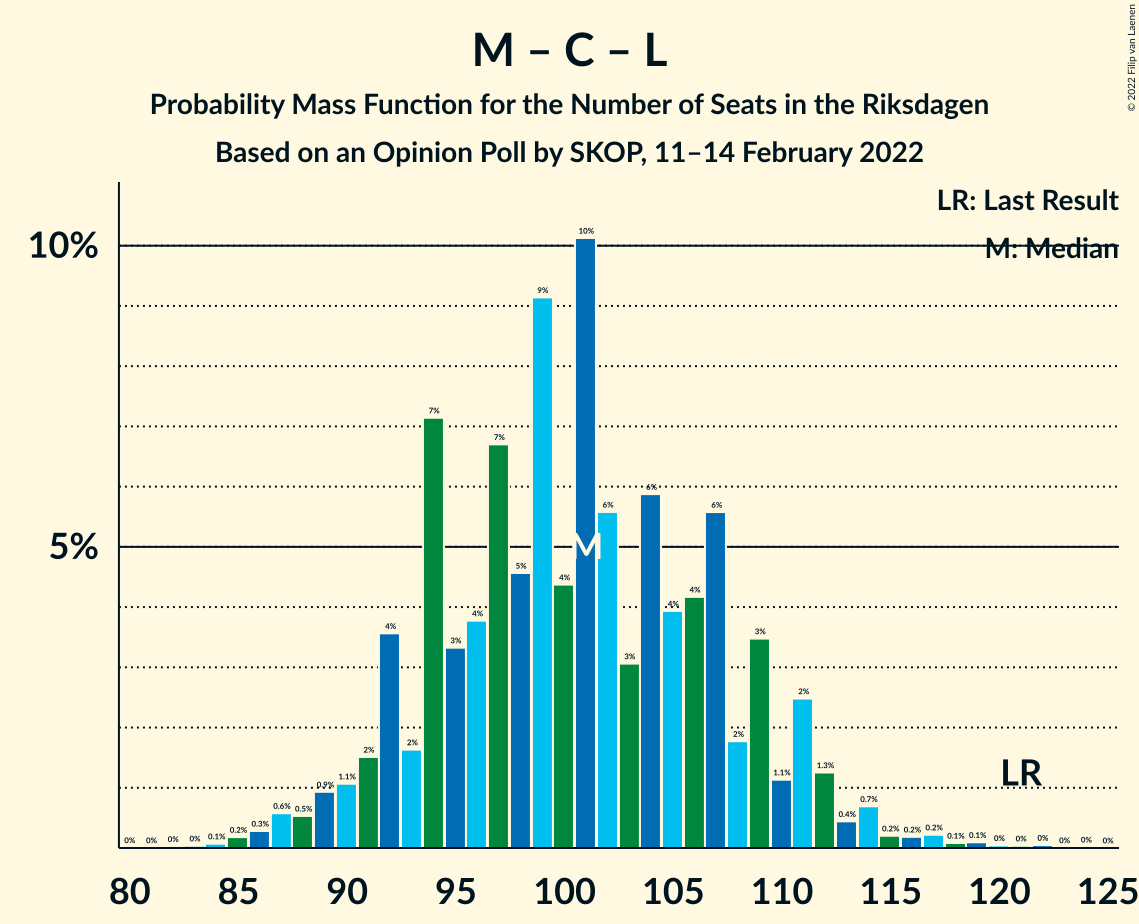 M – C – L
Probability Mass Function for the Number of Seats in the Riksdagen
Based on an Opinion Poll by SKOP, 11–14 February 2022
© 2022 Filip van Laenen
LR: Last Result
M: Median
10%
5%
0% 0% 0% 0% 0.1% 0.2% 0.3% 0.6% 0.5% 0.9% 1.1% 2% 4% 2% 7% 3% 4% 7% 5% 9% 4% 10% 6% 3% 6% 4% 4% 6% 2% 3% 1.1% 2% 1.3% 0.4% 0.7% 0.2% 0.2% 0.2% 0.1% 0.1% 0% 0% 0% 0% 0% 0%
M
LR
80 85 90 95 100 105 110 115 120 125